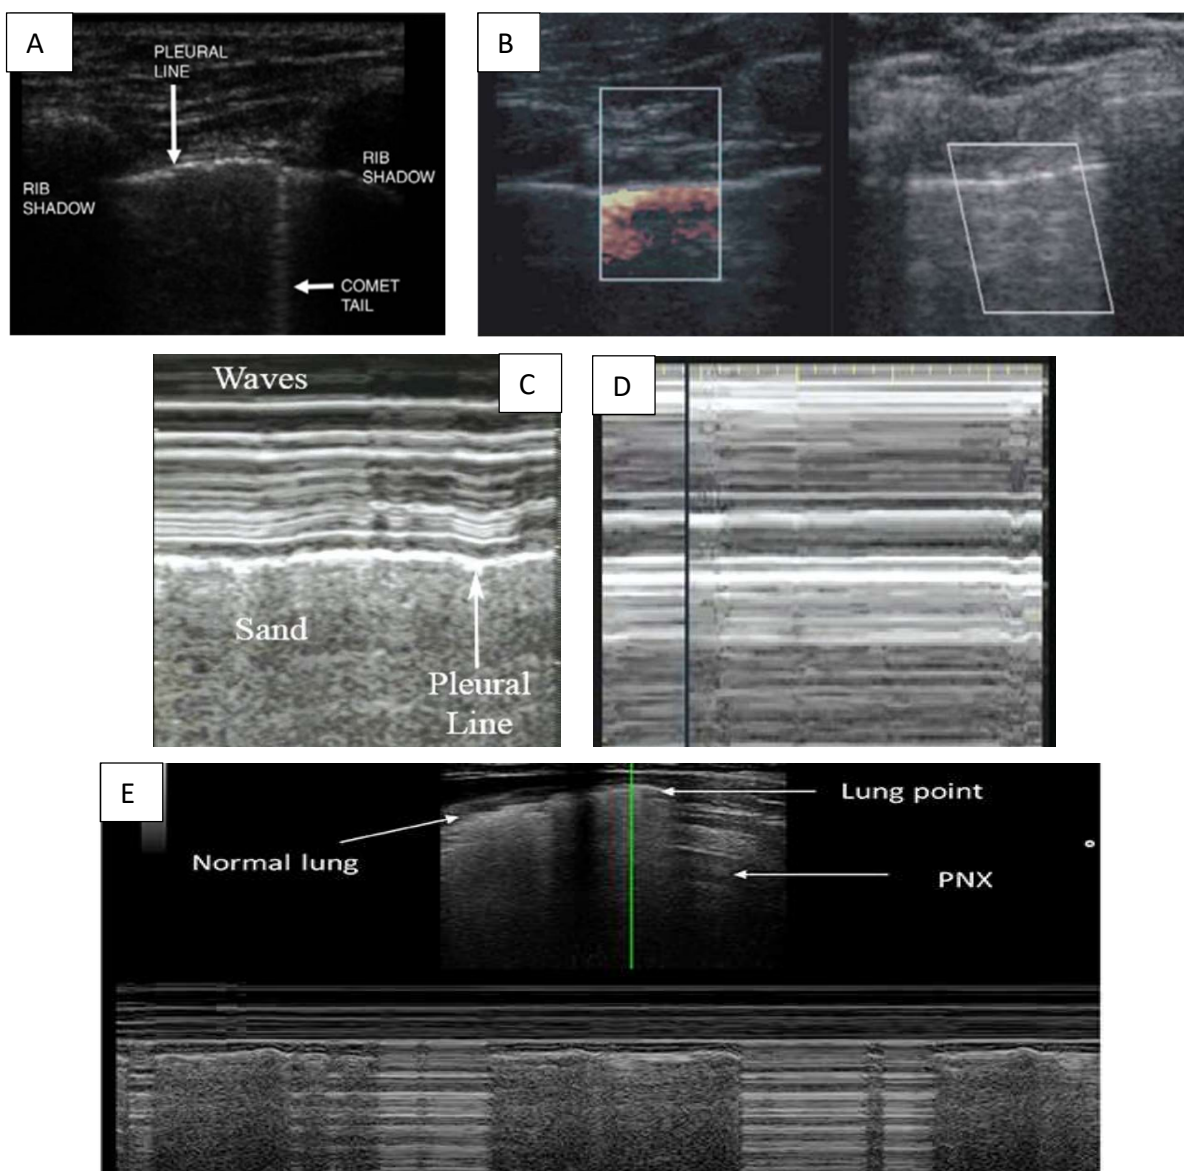 A
PLEURAL
LINE
RIB
SHADOW
RIB
SHADOW
COMET
TAIL
B
Waves
C
Sand
Pleural
Line
D
E
Lung point
Normal lung
PNX